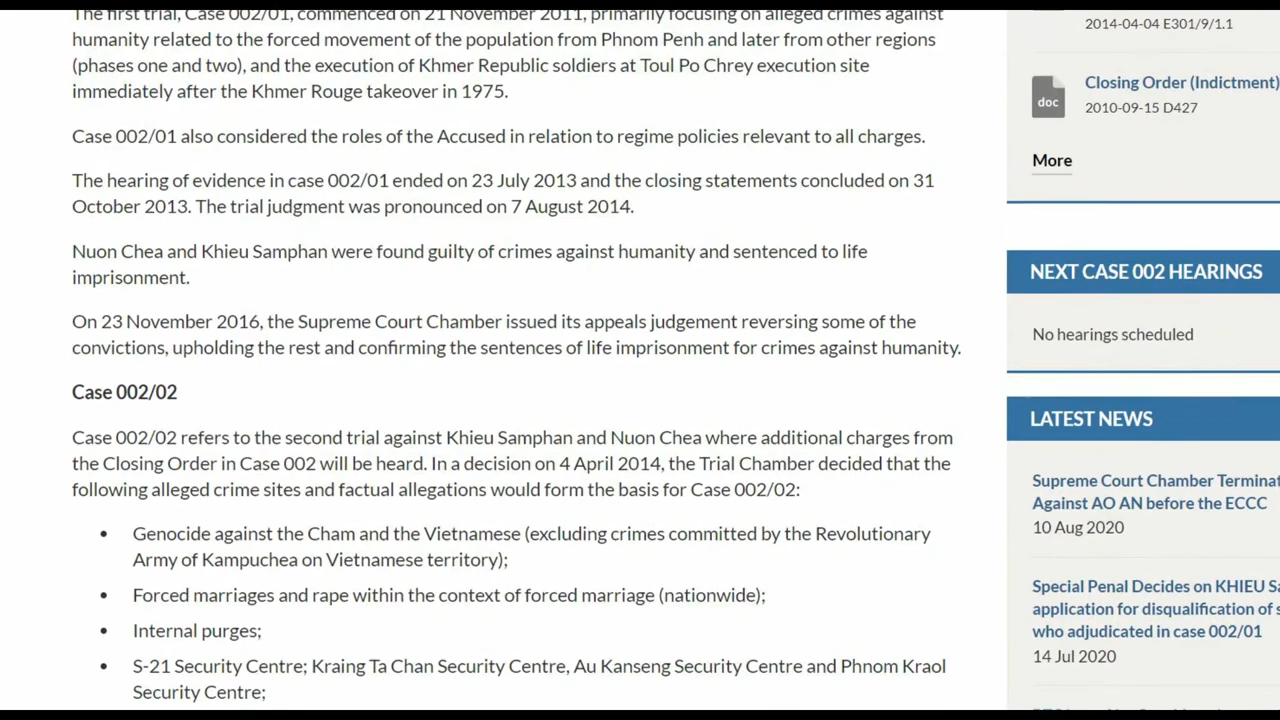 The first trial, Case 002/01, commenced on 21 November 2011, primarily focusing on alleged crimes against
humanity related to the forced movement of the population from Phnom Penh and later from other regions
(phases one and two), and the execution of Khmer Republic soldiers at Toul Po Chrey execution site
immediately after the Khmer Rouge takeover in 1975.
Case 002/01 also considered the roles of the Accused in relation to regime policies relevant to all charges.
The hearing of evidence in case 002/01 ended on 23 July 2013 and the closing statements concluded on 31
October 2013. The trial judgment was pronounced on 7 August 2014.
Nuon Chea and Khieu Samphan were found guilty of crimes against humanity and sentenced to life
imprisonment.
On 23 November 2016, the Supreme Court Chamber issued its appeals judgement reversing some of the
convictions, upholding the rest and confirming the sentences of life imprisonment for crimes against humanity.
Case 002/02
Case 002/02 refers to the second trial against Khieu Samphan and Nuon Chea where additional charges from
the Closing Order in Case 002 will be heard. In a decision on 4 April 2014, the Trial Chamber decided that the
following alleged crime sites and factual allegations would form the basis for Case 002/02:
• Genocide against the Cham and the Vietnamese (excluding crimes committed by the Revolutionary
Army of Kampuchea on Vietnamese territory);
• Forced marriages and rape within the context of forced marriage (nationwide);
• Internal purges;
• S-21 Security Centre; Kraing Ta Chan Security Centre, Au Kanseng Security Centre and Phnom Kraol
Security Centre;
2014-04-04 E301/9/1.1
doc
Closing Order (Indictment)
2010-09-15 D427
More
NEXT CASE 002 HEARINGS
No hearings scheduled
LATEST NEWS
Supreme Court Chamber Terminat
Against AO AN before the ECCC
10 Aug 2020
Special Penal Decides on KHIEU Sa
application for disqualification of s
who adjudicated in case 002/01
14 Jul 2020